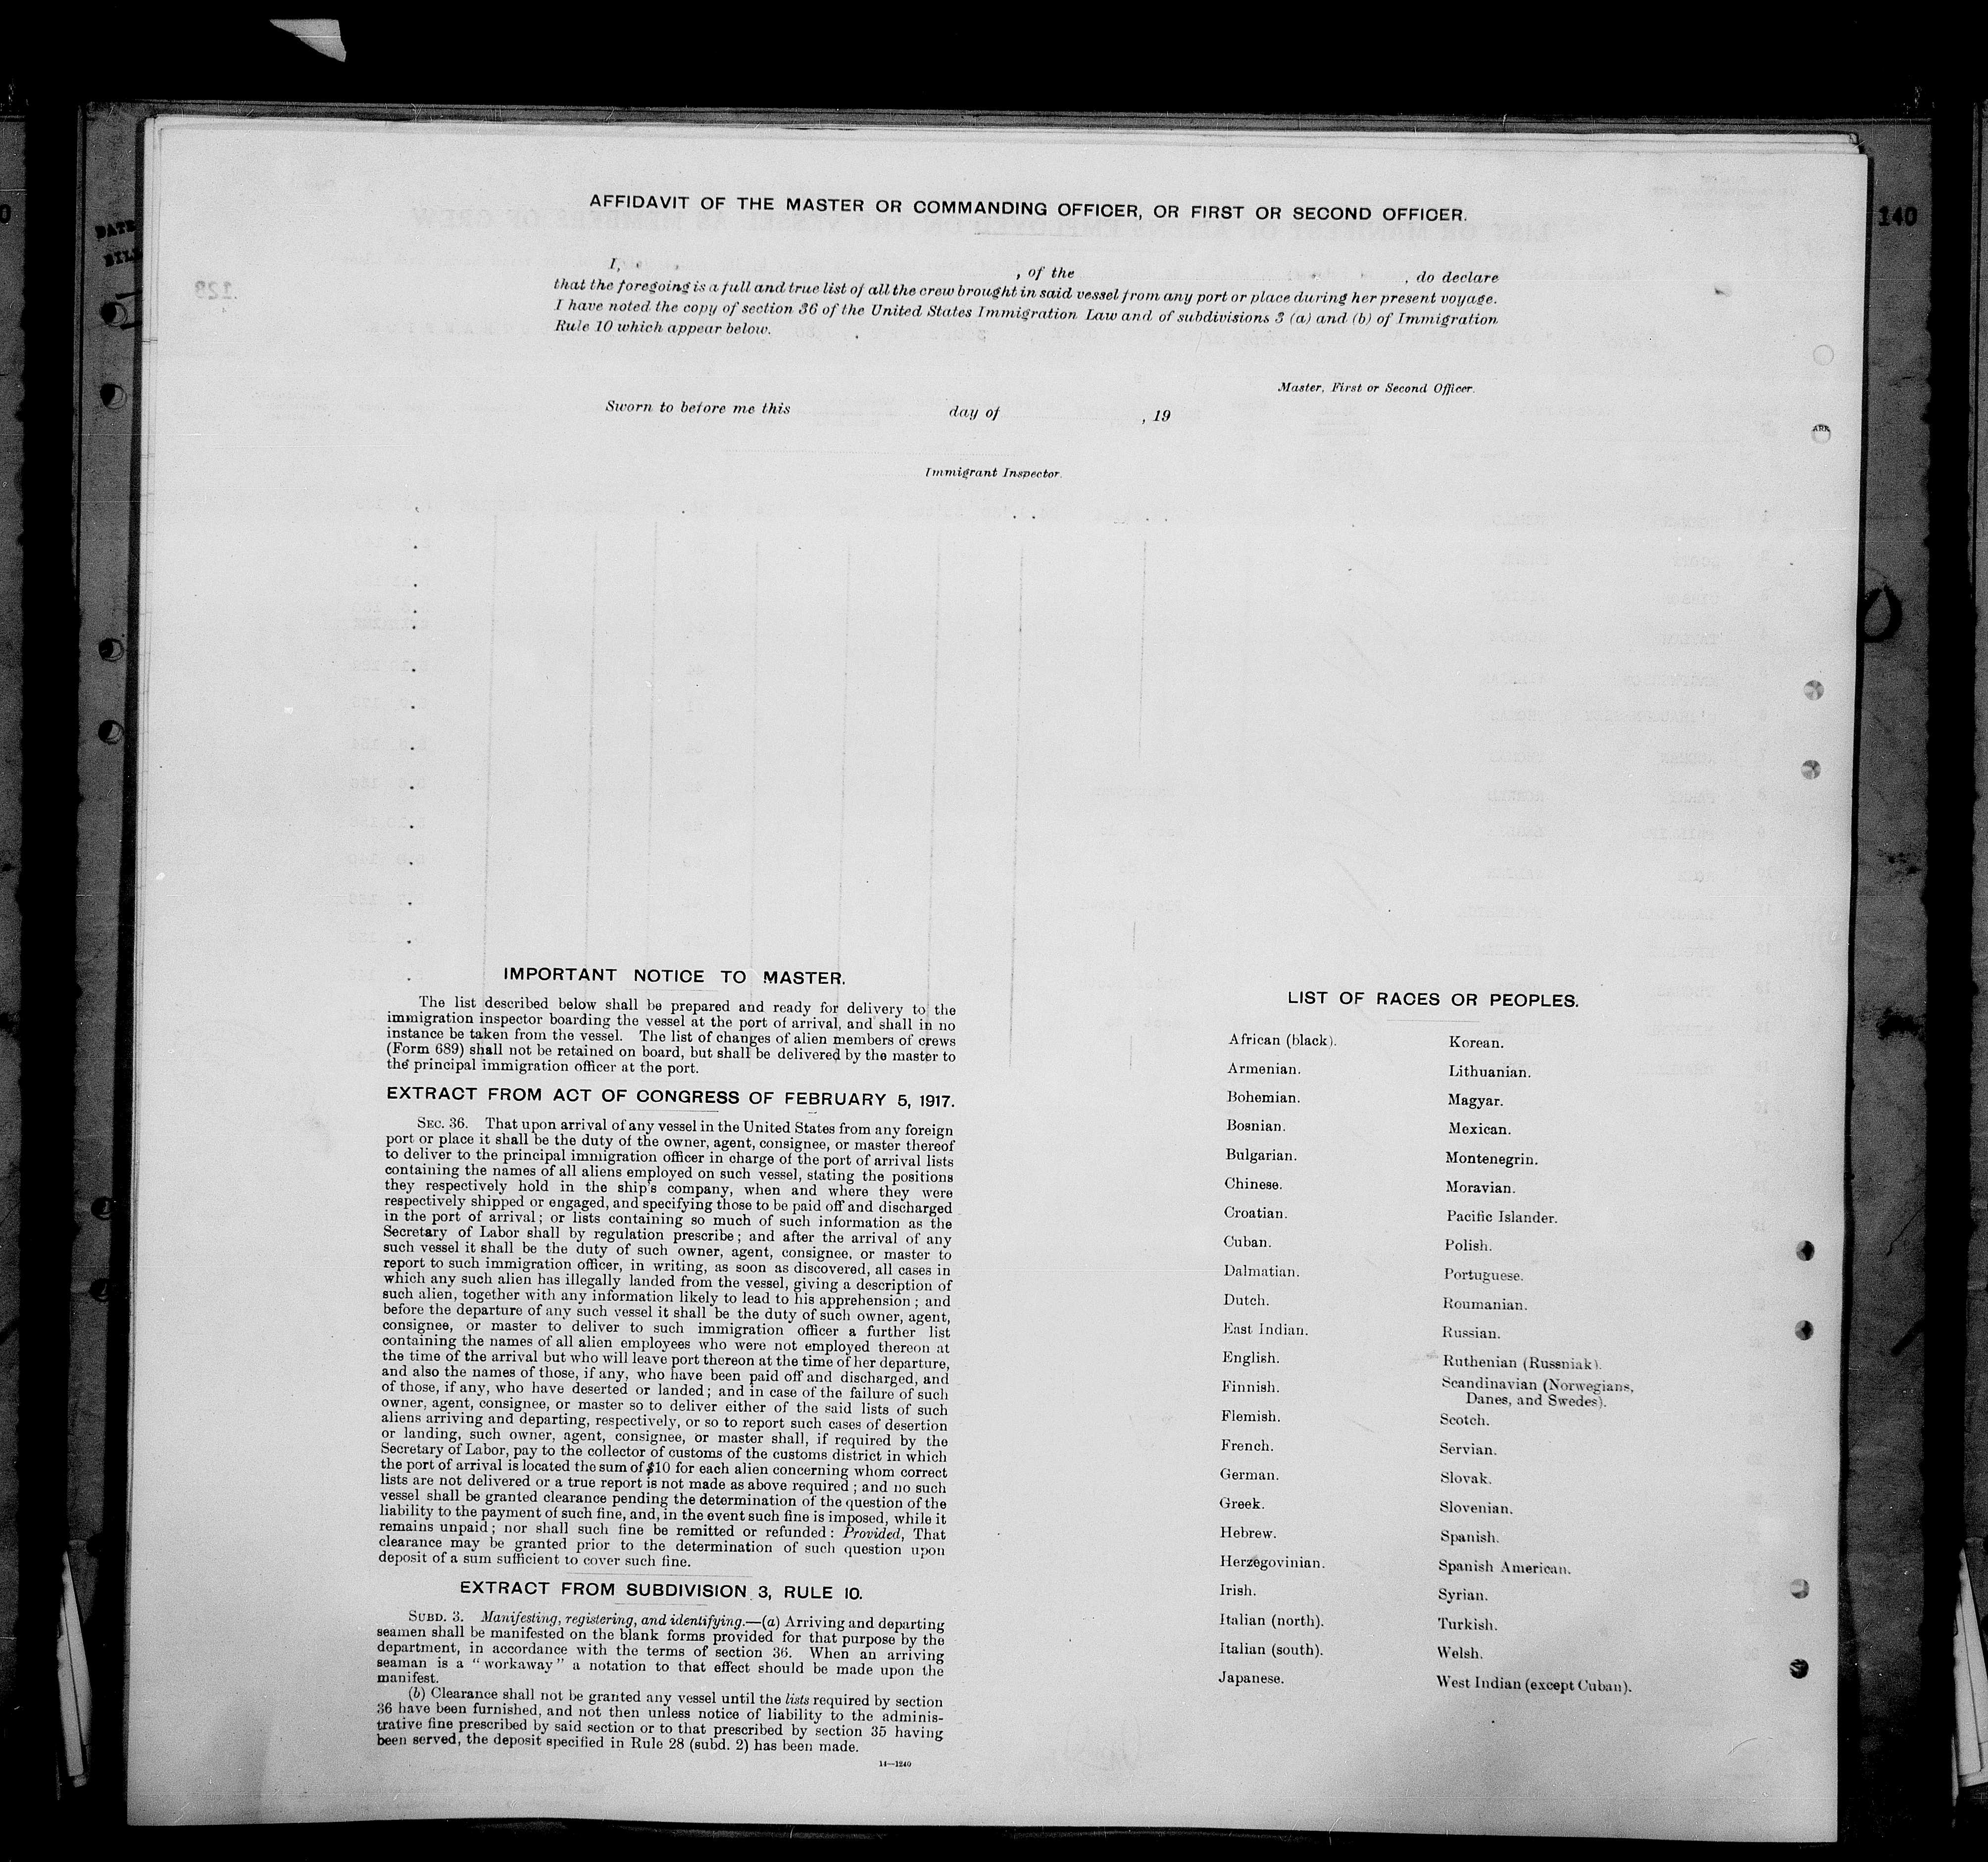 AFFIDAVIT OF THE MASTER OR COMMANDING OFFICER, OR FIRST OR SECOND OFFICER.
I, , of the , do declare
that the foregoing is a full and true list of all the crew brought in said vessel from any port or place during her present voyage.
I have noted the copy of section 36 of the United States Immigration Law and of subdivisions 3 (a) and (b) of Immigration
Rule 10 which appear below.
Master, First or Second Officer.
Sworn to before me this day of , 19
Immigrant Inspector.
IMPORTANT NOTICE TO MASTER.
The list described below shall be prepared and ready for delivery to the
immigration inspector boarding the vessel at the port of arrival, and shall in no
instance be taken from the vessel. The list of changes of alien members of crews
(Form 689) shall not be retained on board, but shall be delivered by the master to
the principal immigration officer at the port.
EXTRACT FROM ACT OF CONGRESS OF FEBRUARY 5, 1917.
SEC. 36. That upon arrival of any vessel in the United States from any foreign
port or place it shall be the duty of the owner, agent, consignee, or master thereof
to deliver to the principal immigration officer in charge of the port of arrival lists
containing the names of all aliens employed on such vessel, stating the positions
they respectively hold in the ship's company, when and where they were
respectively shipped or engaged, and specifying those to be paid off and discharged
in the port of arrival; or lists containing so much of such information as the
Secretary of Labor shall by regulation prescribe; and after the arrival of any
such vessel it shall be the duty of such owner, agent, consignee, or master to
report to such immigration officer, in writing, as soon as discovered, all cases in
which any such alien has illegally landed from the vessel, giving a description of
such alien, together with any information likely to lead to his apprehension; and
before the departure of any such vessel it shall be the duty of such owner, agent,
consignee, or master to deliver to such immigration officer a further list
containing the names of all alien employees who were not employed thereon at
the time of the arrival but who will leave port thereon at the time of her departure,
and also the names of those, if any, who have been paid off and discharged, and
of those, if any, who have deserted or landed; and in case of the failure of such
owner, agent, consignee, or master so to deliver either of the said lists of such
aliens arriving and departing, respectively, or so to report such cases of desertion
or landing, such owner, agent, consignee, or master shall, if required by the
Secretary of Labor, pay to the collector of customs of the customs district in which
the port of arrival is located the sum of $10 for each alien concerning whom correct
lists are not delivered or a true report is not made as above required; and no such
vessel shall be granted clearance pending the determination of the question of the
liability to the payment of such fine, and, in the event such fine is imposed, while it
remains unpaid; nor shall such fine be remitted or refunded: Provided, That
clearance may be granted prior to the determination of such question upon
deposit of a sum sufficient to cover such fine.
EXTRACT FROM SUBDIVISION 3, RULE 10.
SUBD. 3. Manifesting, registering, and identifying.—(a) Arriving and departing
seamen shall be manifested on the blank forms provided for that purpose by the
department, in accordance with the terms of section 36. When an arriving
seaman is a "workaway" a notation to that effect should be made upon the
manifest.
(b) Clearance shall not be granted any vessel until the lists required by section
36 have been furnished, and not then unless notice of liability to the adminis-
trative fine prescribed by said section or to that prescribed by section 35 having
been served, the deposit specified in Rule 28 (subd. 2) has been made.
14—1240
LIST OF RACES OR PEOPLES.
African (black).
Armenian.
Bohemian.
Bosnian.
Bulgarian.
Chinese.
Croatian.
Cuban.
Dalmatian.
Dutch.
East Indian.
English.
Finnish.
Flemish.
French.
German.
Greek.
Hebrew.
Herzegovinian.
Irish.
Italian (north).
Italian (south).
Japanese.
Korean.
Lithuanian.
Magyar.
Mexican.
Montenegrin.
Moravian.
Pacific Islander.
Polish.
Portuguese.
Roumanian.
Russian.
Ruthenian (Russniak).
Scandinavian (Norwegians,
Danes, and Swedes).
Scotch.
Servian.
Slovak.
Slovenian.
Spanish.
Spanish American.
Syrian.
Turkish.
Welsh.
West Indian (except Cuban).
140
DATE